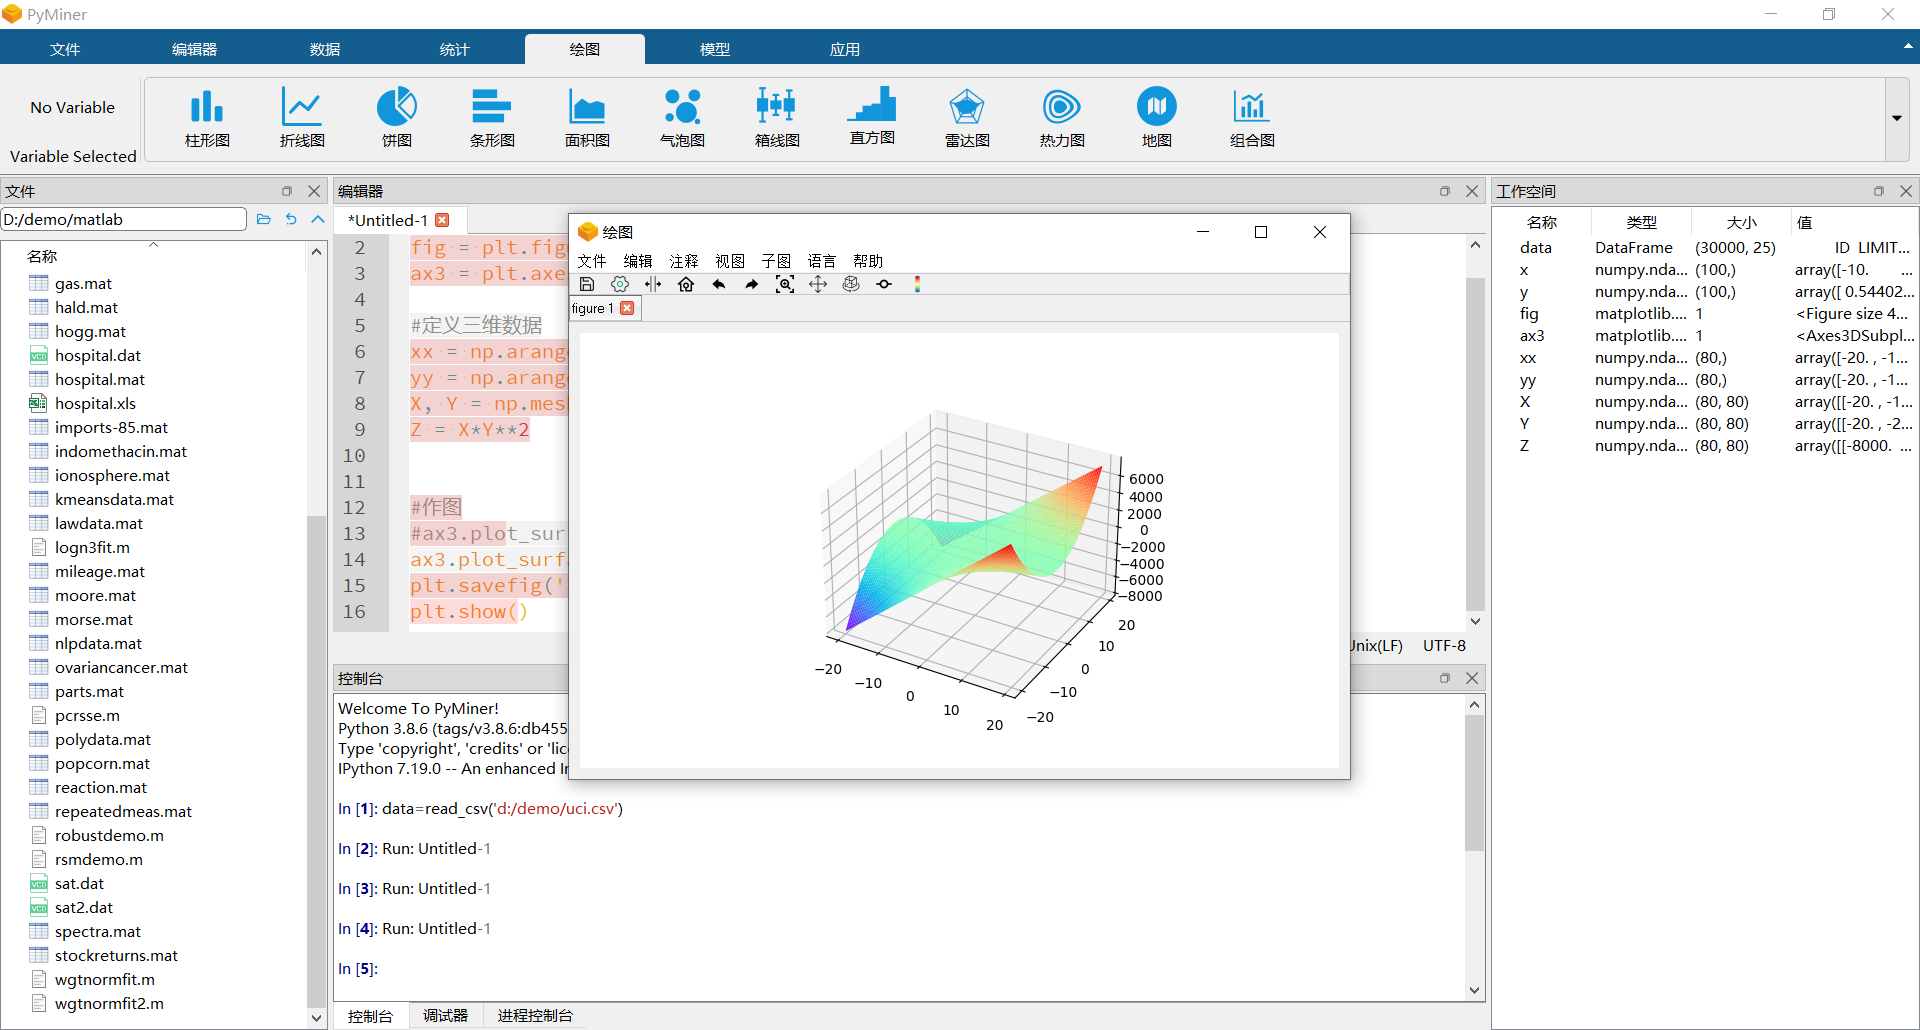 PyMiner
文件 编辑器 数据 统计 绘图 模型 应用
No Variable
Variable Selected
柱形图 折线图 饼图 条形图 面积图 气泡图 箱线图 直方图 雷达图 热力图 地图 组合图
文件
D:/demo/matlab
名称
gas.mat
hald.mat
hogg.mat
hospital.dat
hospital.mat
hospital.xls
imports-85.mat
indomethacin.mat
ionosphere.mat
kmeansdata.mat
lawdata.mat
logn3fit.m
mileage.mat
moore.mat
morse.mat
nlpdata.mat
ovariancancer.mat
parts.mat
pcrsse.m
polydata.mat
popcorn.mat
reaction.mat
repeatedmeas.mat
robustdemo.m
rsmdemo.m
sat.dat
sat2.dat
spectra.mat
stockreturns.mat
wgtnormfit.m
wgtnormfit2.m
编辑器
*Untitled-1
2 fig = plt.fig
3 ax3 = plt.axe
4
5 #定义三维数据
6 xx = np.arang
7 yy = np.arang
8 X, Y = np.mes
9 Z = X*Y**2
10
11
12 #作图
13 #ax3.plot_sur
14 ax3.plot_surf
15 plt.savefig('
16 plt.show()
Unix(LF) UTF-8
绘图
文件 编辑 注释 视图 子图 语言 帮助
figure 1
6000
4000
2000
0
−2000
−4000
−6000
−8000
20
10
0
−10
−20
−20
−10
0
10
20
控制台
Welcome To PyMiner!
Python 3.8.6 (tags/v3.8.6:db455
Type 'copyright', 'credits' or 'lic
IPython 7.19.0 -- An enhanced In
In [1]: data=read_csv('d:/demo/uci.csv')
In [2]: Run: Untitled-1
In [3]: Run: Untitled-1
In [4]: Run: Untitled-1
In [5]:
控制台 调试器 进程控制台
工作空间
名称 类型 大小 值
data DataFrame (30000, 25) ID LIMIT...
x numpy.nda... (100,) array([-10. ...
y numpy.nda... (100,) array([ 0.54402...
fig matplotlib.... 1 <Figure size 4...
ax3 matplotlib.... 1 <Axes3DSubpl...
xx numpy.nda... (80,) array([-20. , -1...
yy numpy.nda... (80,) array([-20. , -1...
X numpy.nda... (80, 80) array([[-20. , -1...
Y numpy.nda... (80, 80) array([[-20. , -2...
Z numpy.nda... (80, 80) array([[-8000. ...